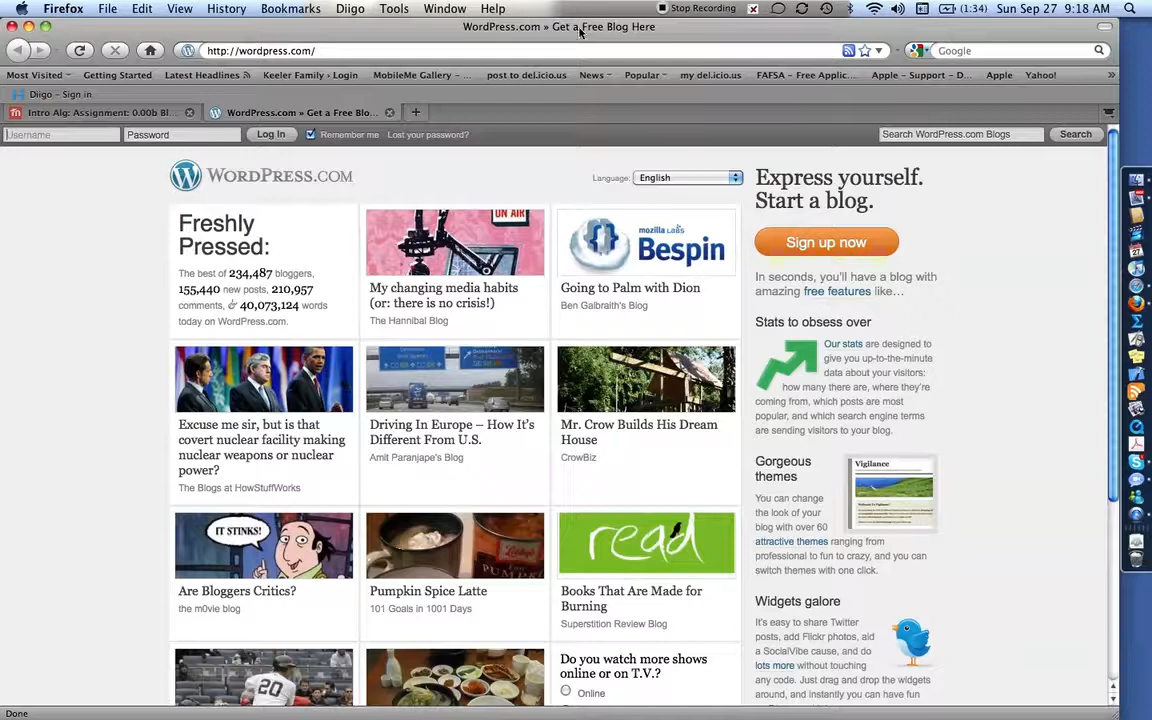 Firefox File Edit View History Bookmarks Diigo Tools Window Help Stop Recording (1:34) Sun Sep 27 9:18 AM
WordPress.com » Get a Free Blog Here
http://wordpress.com/ Google
Most Visited Getting Started Latest Headlines Keeler Family › Login MobileMe Gallery – ... post to del.icio.us News Popular my del.icio.us FAFSA – Free Applic... Apple – Support – D... Apple Yahoo! »
Diigo – Sign in
Intro Alg: Assignment: 0.00b Bl... WordPress.com » Get a Free Blo...
Username Password Log In Remember me Lost your password? Search WordPress.com Blogs Search
WORDPRESS.COM
Language: English
Freshly
Pressed:
The best of 234,487 bloggers,
155,440 new posts, 210,957
comments, & 40,073,124 words
today on WordPress.com.
ON AIR
My changing media habits
(or: there is no crisis!)
The Hannibal Blog
mozilla LABS
Bespin
Going to Palm with Dion
Ben Galbraith's Blog
Excuse me sir, but is that
covert nuclear facility making
nuclear weapons or nuclear
power?
The Blogs at HowStuffWorks
Driving In Europe – How It's
Different From U.S.
Amit Paranjape's Blog
Mr. Crow Builds His Dream
House
CrowBiz
IT STINKS!
Are Bloggers Critics?
the m0vie blog
Libby's
Pumpkin Spice Latte
101 Goals in 1001 Days
read
Books That Are Made for
Burning
Superstition Review Blog
20
Do you watch more shows
online or on T.V.?
Online
Express yourself.
Start a blog.
Sign up now
In seconds, you'll have a blog with
amazing free features like...
Stats to obsess over
Our stats are designed to
give you up-to-the-minute
data about your visitors:
how many there are, where they're
coming from, which posts are most
popular, and which search engine terms
are sending visitors to your blog.
Gorgeous
themes
Vigilance
You can change
the look of your
blog with over 60
attractive themes ranging from
professional to fun to crazy, and you can
switch themes with one click.
Widgets galore
It's easy to share Twitter
posts, add Flickr photos, aid
a SocialVibe cause, and do
lots more without touching
any code. Just drag and drop the widgets
around, and instantly you can have fun
Done